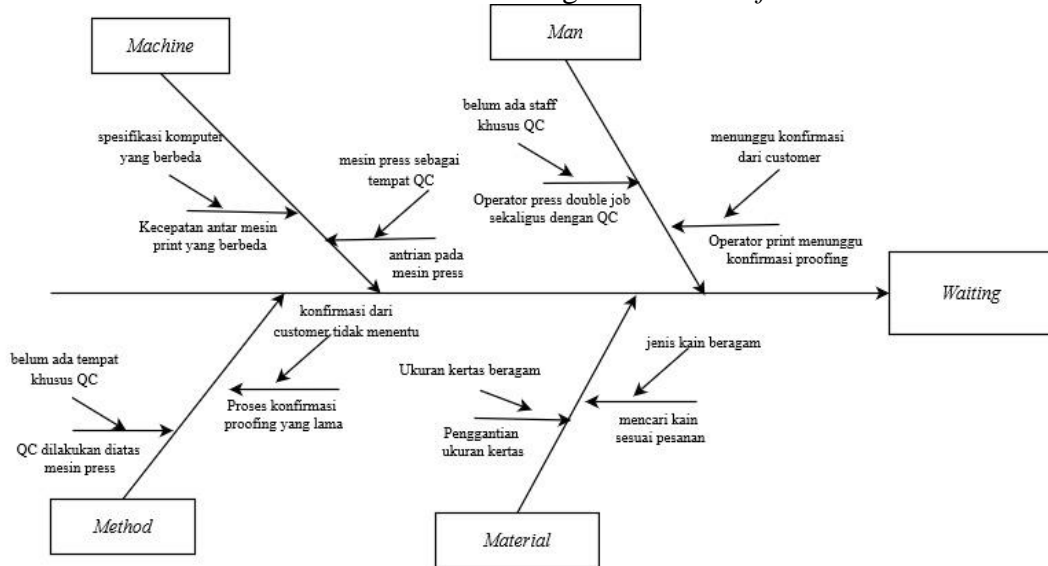 Machine
Man
spesifikasi komputer
yang berbeda
Kecepatan antar mesin
print yang berbeda
mesin press sebagai
tempat QC
antrian pada
mesin press
belum ada staff
khusus QC
Operator press double job
sekaligus dengan QC
menunggu konfirmasi
dari customer
Operator print menunggu
konfirmasi proofing
Waiting
belum ada tempat
khusus QC
QC dilakukan diatas
mesin press
konfirmasi dari
customer tidak menentu
Proses konfirmasi
proofing yang lama
Ukuran kertas beragam
Penggantian
ukuran kertas
jenis kain beragam
mencari kain
sesuai pesanan
Method
Material